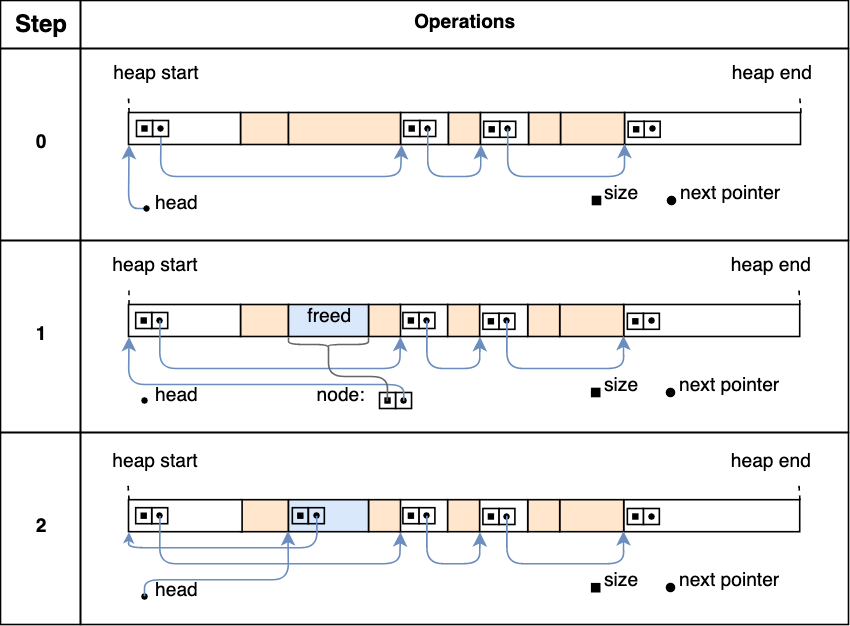 Step Operations
heap start heap end
0
head size next pointer
heap start heap end
freed
1
head node: size next pointer
heap start heap end
2
head size next pointer